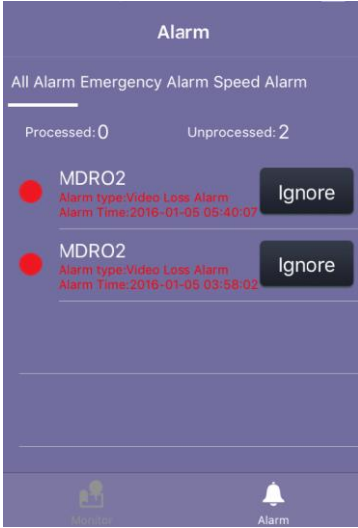 Alarm
All Alarm Emergency Alarm Speed Alarm
Processed:0 Unprocessed:2
MDRO2
Alarm type:Video Loss Alarm
Alarm Time:2016-01-05 05:40:07
Ignore
MDRO2
Alarm type:Video Loss Alarm
Alarm Time:2016-01-05 03:58:02
Ignore
Monitor
Alarm